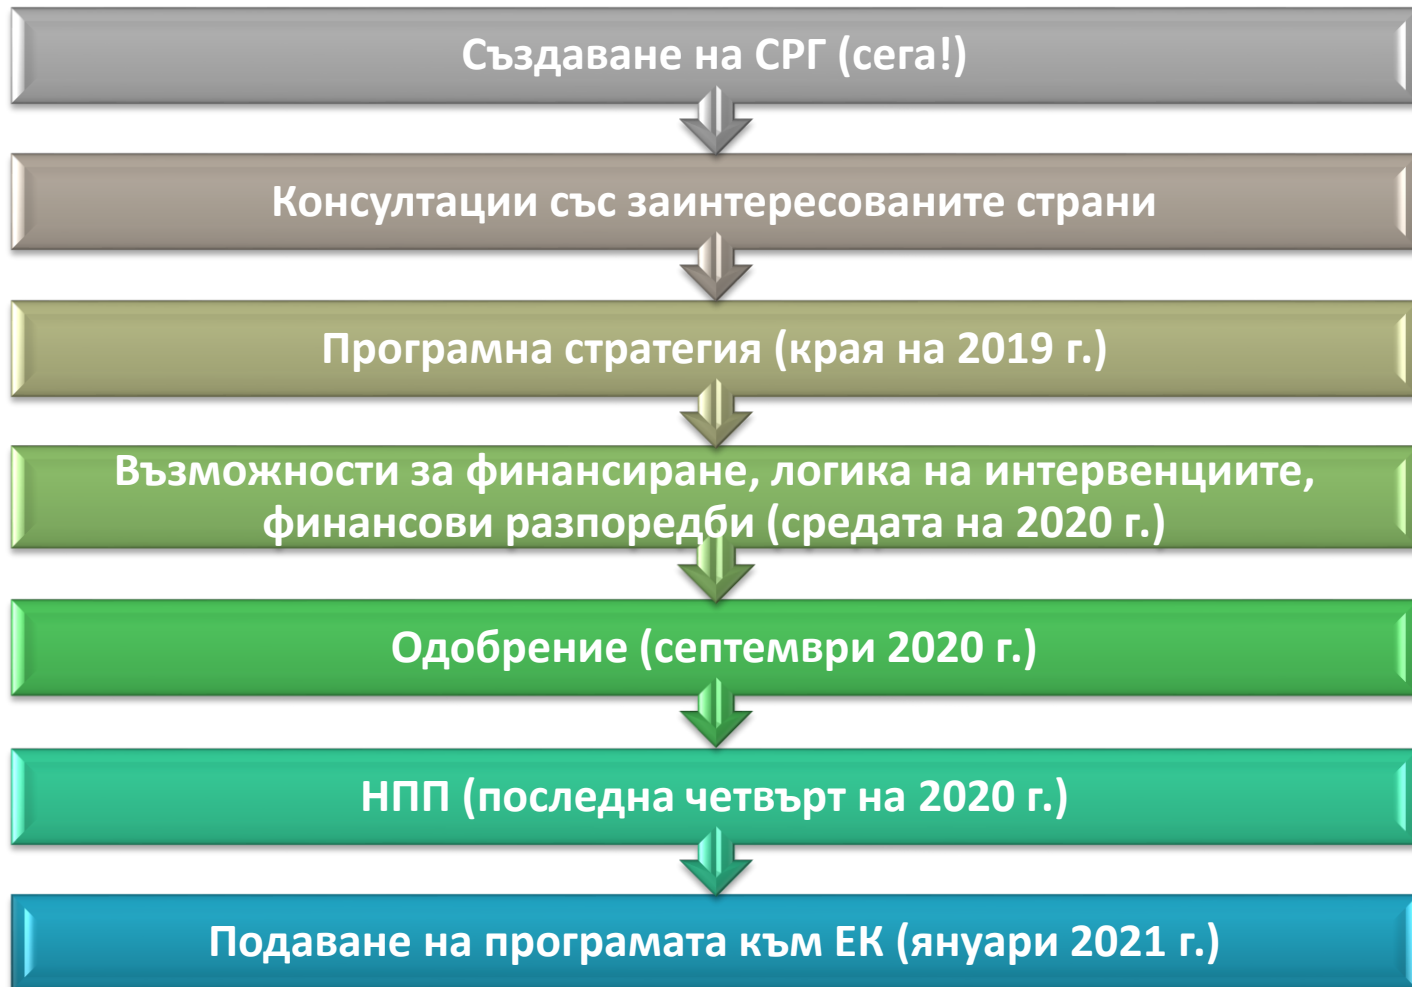 Създаване на СРГ (сега!)
Консултации със заинтересованите страни
Програмна стратегия (края на 2019 г.)
Възможности за финансиране, логика на интервенциите,
финансови разпоредби (средата на 2020 г.)
Одобрение (септември 2020 г.)
НПП (последна четвърт на 2020 г.)
Подаване на програмата към ЕК (януари 2021 г.)